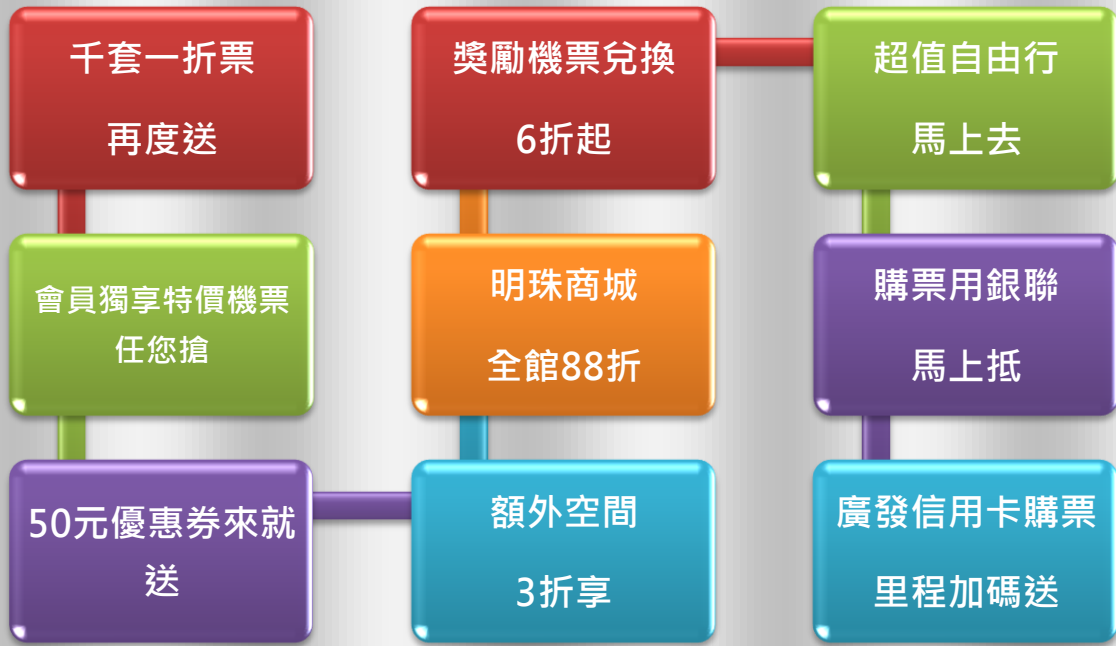 千套一折票
再度送
會員獨享特價機票
任您搶
50元優惠券來就
送
額外空間
3折享
明珠商城
全館88折
獎勵機票兌換
6折起
超值自由行
馬上去
購票用銀聯
馬上抵
廣發信用卡購票
里程加碼送